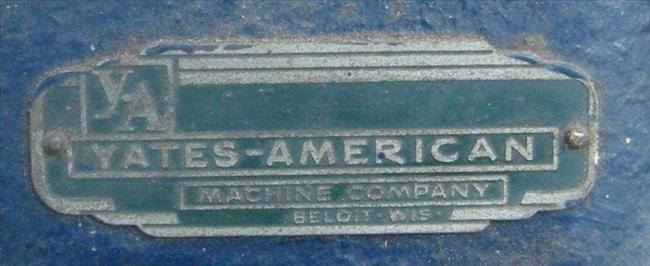 YA
YATES-AMERICAN
MACHINE COMPANY
BELOIT·WIS·